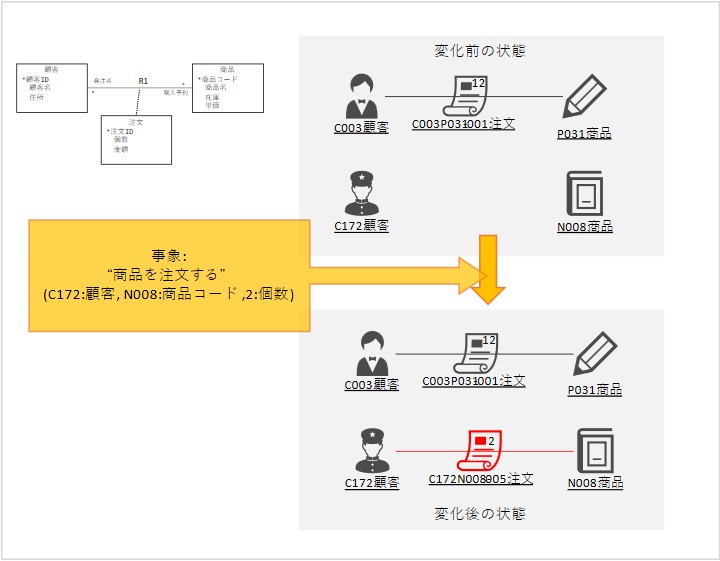 顧客
*顧客ID
顧客名
住所
発注者
R1
*
*
購入予約
商品
*商品コード
商品名
在庫
単価
注文
*注文ID
個数
金額
変化前の状態
12
C003顧客
C003P031001:注文
P031商品
C172顧客
N008商品
事象:
“商品を注文する”
(C172:顧客, N008:商品コード ,2:個数)
12
C003顧客
C003P031001:注文
P031商品
2
C172顧客
C172N008905:注文
N008商品
変化後の状態